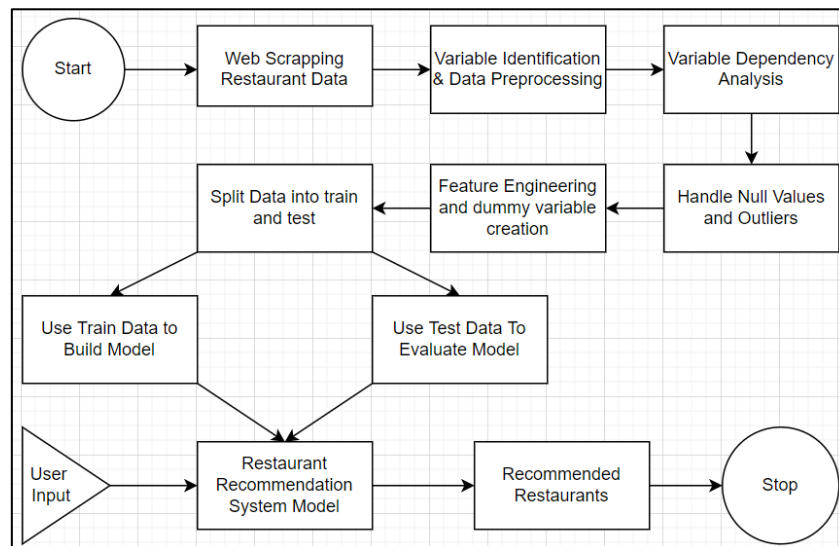 Start
Web Scrapping
Restaurant Data
Variable Identification
& Data Preprocessing
Variable Dependency
Analysis
Handle Null Values
and Outliers
Feature Engineering
and dummy variable
creation
Split Data into train
and test
Use Train Data to
Build Model
Use Test Data To
Evaluate Model
User
Input
Restaurant
Recommendation
System Model
Recommended
Restaurants
Stop